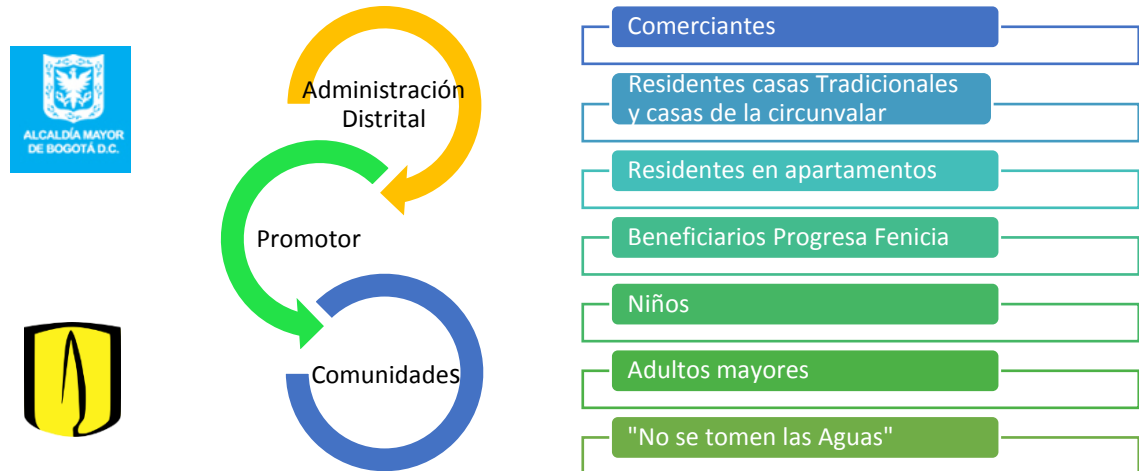 ALCALDÍA MAYOR
DE BOGOTÁ D.C.
Administración
Distrital
Promotor
Comunidades
Comerciantes
Residentes casas Tradicionales
y casas de la circunvalar
Residentes en apartamentos
Beneficiarios Progresa Fenicia
Niños
Adultos mayores
"No se tomen las Aguas"